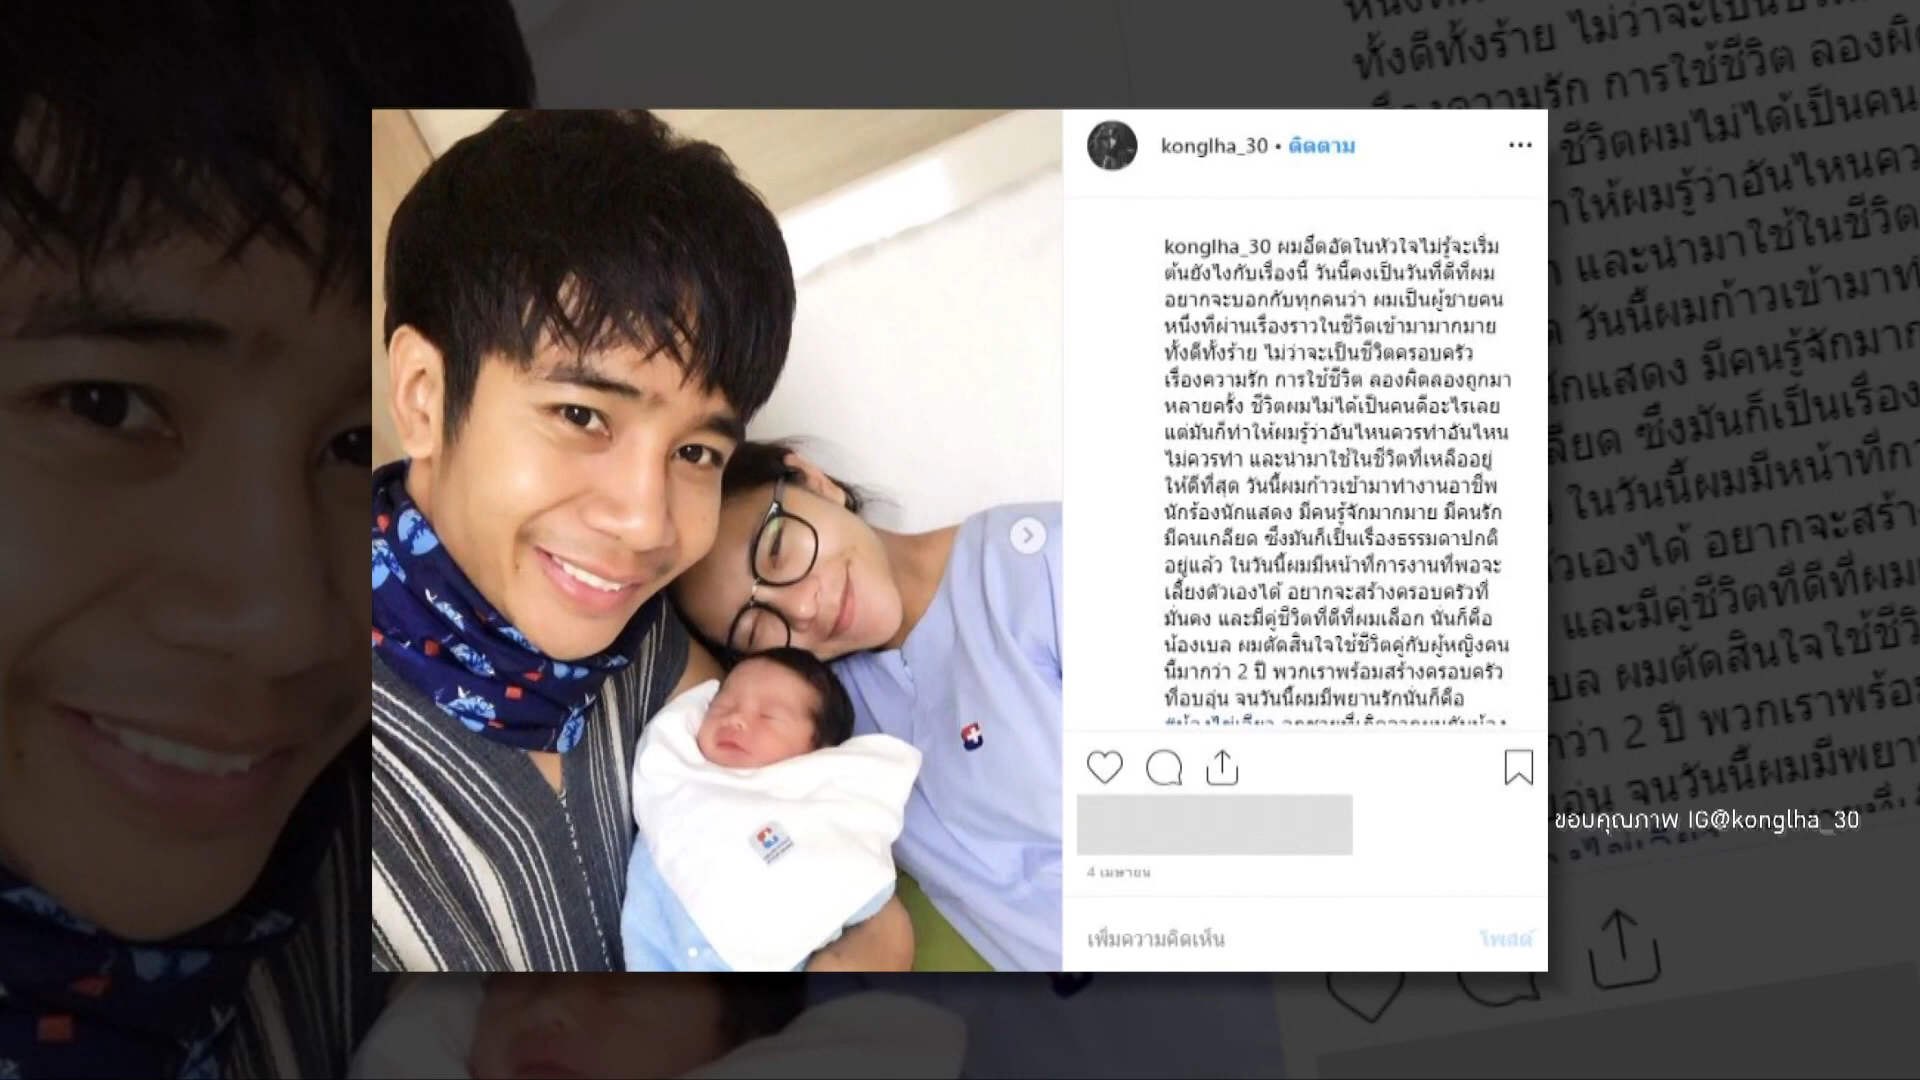 konglha_30 • ติดตาม
konglha_30 ผมอึดอัดในหัวใจไม่รู้จะเริ่ม
ต้นยังไงกับเรื่องนี้ วันนี้คงเป็นวันที่ดีที่ผม
อยากจะบอกกับทุกคนว่า ผมเป็นผู้ชายคน
หนึ่งที่ผ่านเรื่องราวในชีวิตเข้ามามากมาย
ทั้งดีทั้งร้าย ไม่ว่าจะเป็นชีวิตครอบครัว
เรื่องความรัก การใช้ชีวิต ลองผิดลองถูกมา
หลายครั้ง ชีวิตผมไม่ได้เป็นคนดีอะไรเลย
แต่มันก็ทำให้ผมรู้ว่าอันไหนควรทำอันไหน
ไม่ควรทำ และนำมาใช้ในชีวิตที่เหลืออยู่
ให้ดีที่สุด วันนี้ผมก้าวเข้ามาทำงานอาชีพ
นักร้องนักแสดง มีคนรู้จักมากมาย มีคนรัก
มีคนเกลียด ซึ่งมันก็เป็นเรื่องธรรมดาปกติ
อยู่แล้ว ในวันนี้ผมมีหน้าที่การงานที่พอจะ
เลี้ยงตัวเองได้ อยากจะสร้างครอบครัวที่
มั่นคง และมีคู่ชีวิตที่ดีที่ผมเลือก นั่นก็คือ
น้องเบล ผมตัดสินใจใช้ชีวิตคู่กับผู้หญิงคน
นี้มากว่า 2 ปี พวกเราพร้อมสร้างครอบครัว
ที่อบอุ่น จนวันนี้ผมมีพยานรักนั่นก็คือ
4 เมษายน
เพิ่มความคิดเห็น
โพสต์
ขอบคุณภาพ IG@konglha_30